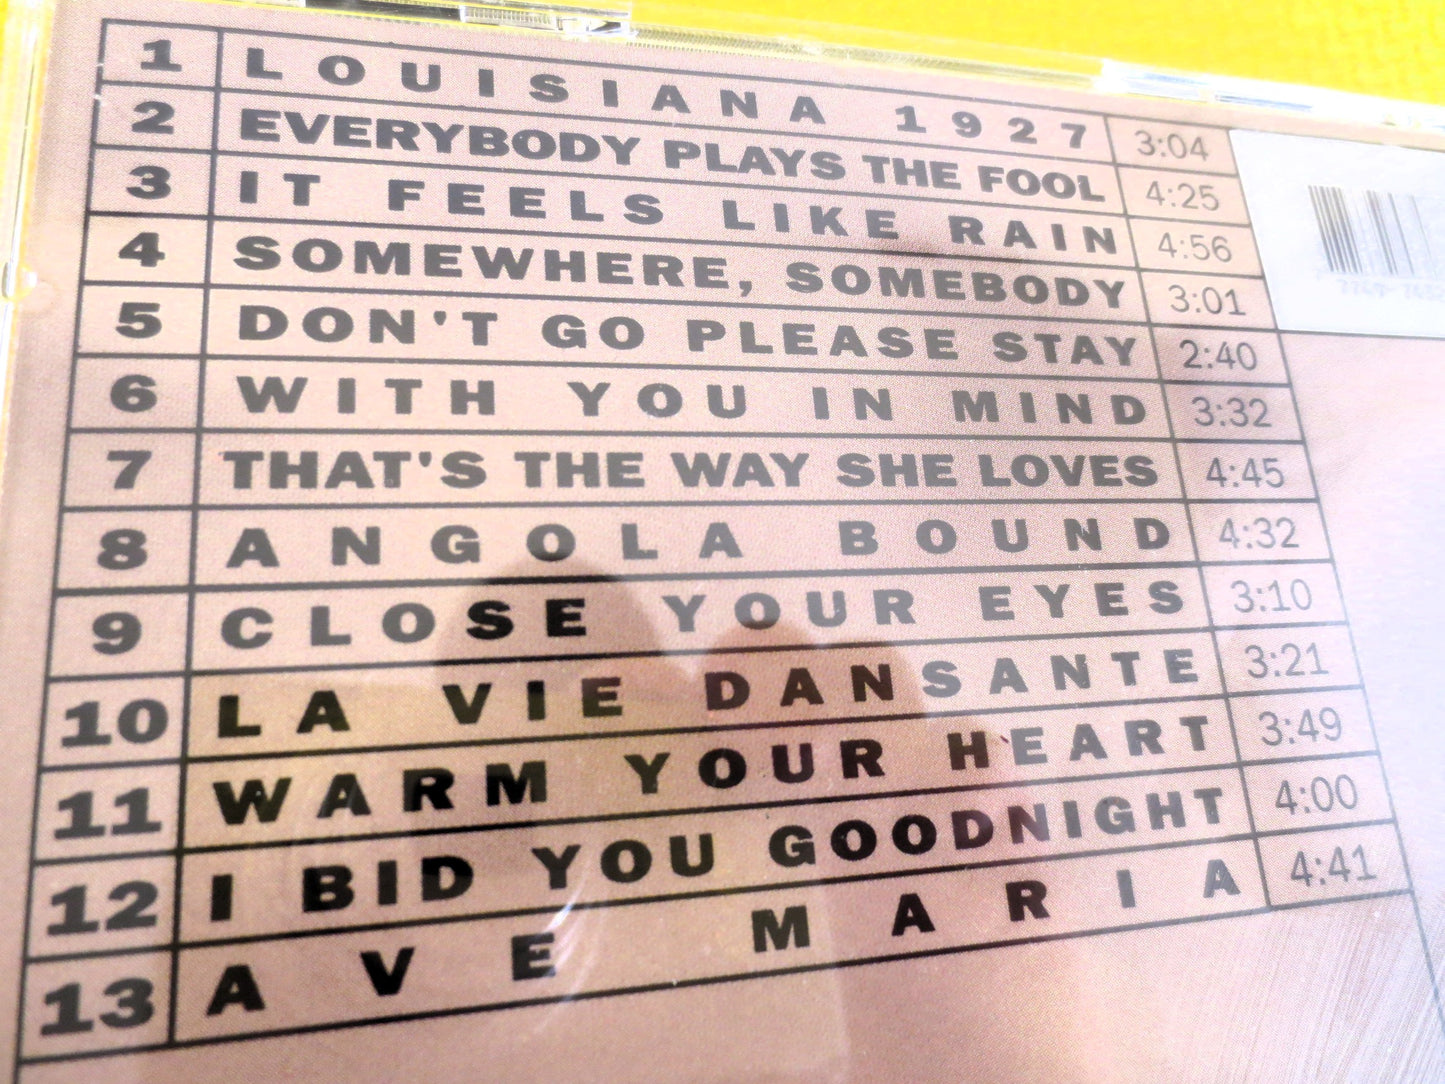 1 LOUISIANA 1927 3:04
2 EVERYBODY PLAYS THE FOOL 4:25
3 IT FEELS LIKE RAIN 4:56
4 SOMEWHERE, SOMEBODY 3:01
5 DON'T GO PLEASE STAY 2:40
6 WITH YOU IN MIND 3:32
7 THAT'S THE WAY SHE LOVES 4:45
8 ANGOLA BOUND 4:32
9 CLOSE YOUR EYES 3:10
10 LA VIE DANSANTE 3:21
11 WARM YOUR HEART 3:49
12 I BID YOU GOODNIGHT 4:00
13 AVE MARIA 4:41